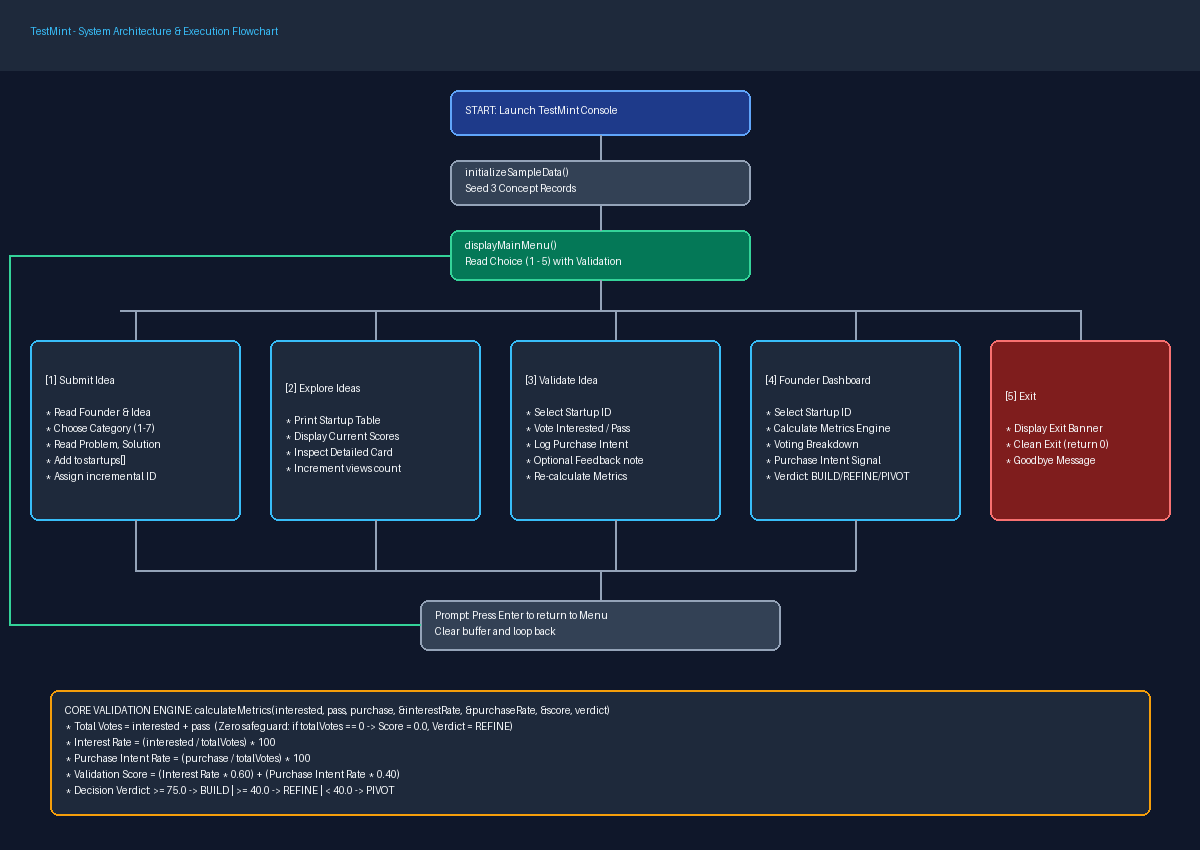 TestMint - System Architecture & Execution Flowchart
START: Launch TestMint Console
initializeSampleData()
Seed 3 Concept Records
displayMainMenu()
Read Choice (1 - 5) with Validation
[1] Submit Idea
* Read Founder & Idea
* Choose Category (1-7)
* Read Problem, Solution
* Add to startups[]
* Assign incremental ID
[2] Explore Ideas
* Print Startup Table
* Display Current Scores
* Inspect Detailed Card
* Increment views count
[3] Validate Idea
* Select Startup ID
* Vote Interested / Pass
* Log Purchase Intent
* Optional Feedback note
* Re-calculate Metrics
[4] Founder Dashboard
* Select Startup ID
* Calculate Metrics Engine
* Voting Breakdown
* Purchase Intent Signal
* Verdict: BUILD/REFINE/PIVOT
[5] Exit
* Display Exit Banner
* Clean Exit (return 0)
* Goodbye Message
Prompt: Press Enter to return to Menu
Clear buffer and loop back
CORE VALIDATION ENGINE: calculateMetrics(interested, pass, purchase, &interestRate, &purchaseRate, &score, verdict)
* Total Votes = interested + pass  (Zero safeguard: if totalVotes == 0 -> Score = 0.0, Verdict = REFINE)
* Interest Rate = (interested / totalVotes) * 100
* Purchase Intent Rate = (purchase / totalVotes) * 100
* Validation Score = (Interest Rate * 0.60) + (Purchase Intent Rate * 0.40)
* Decision Verdict: >= 75.0 -> BUILD | >= 40.0 -> REFINE | < 40.0 -> PIVOT